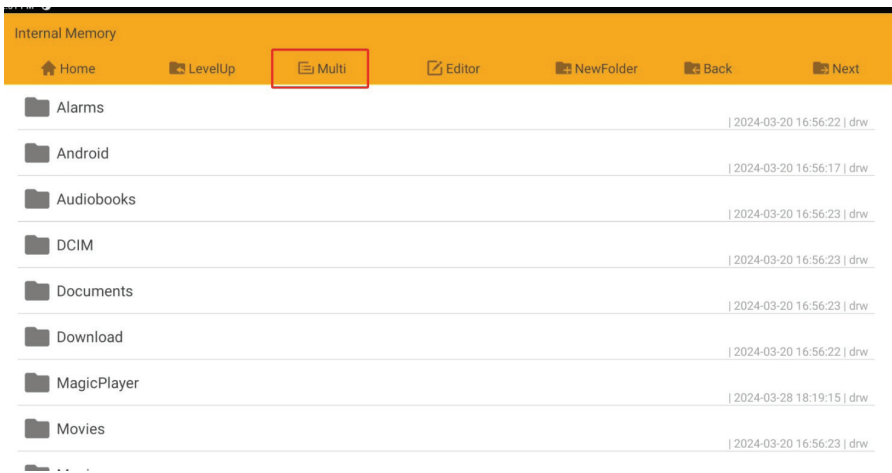 Internal Memory
Home LevelUp Multi Editor NewFolder Back Next
Alarms
| 2024-03-20 16:56:22 | drw
Android
| 2024-03-20 16:56:17 | drw
Audiobooks
| 2024-03-20 16:56:23 | drw
DCIM
| 2024-03-20 16:56:23 | drw
Documents
| 2024-03-20 16:56:23 | drw
Download
| 2024-03-20 16:56:22 | drw
MagicPlayer
| 2024-03-28 18:19:15 | drw
Movies
| 2024-03-20 16:56:23 | drw